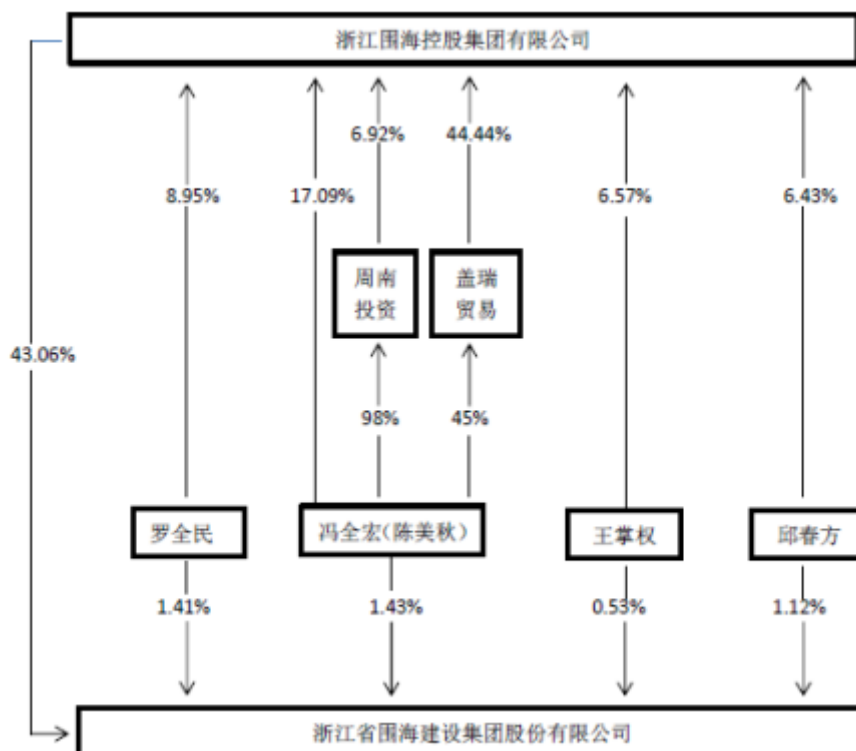 浙江围海控股集团有限公司
6.92%
44.44%
8.95%
17.09%
6.57%
6.43%
周南
投资
盖瑞
贸易
43.06%
98%
45%
罗全民
冯全宏(陈美秋)
王掌权
邱春方
1.41%
1.43%
0.53%
1.12%
浙江省围海建设集团股份有限公司